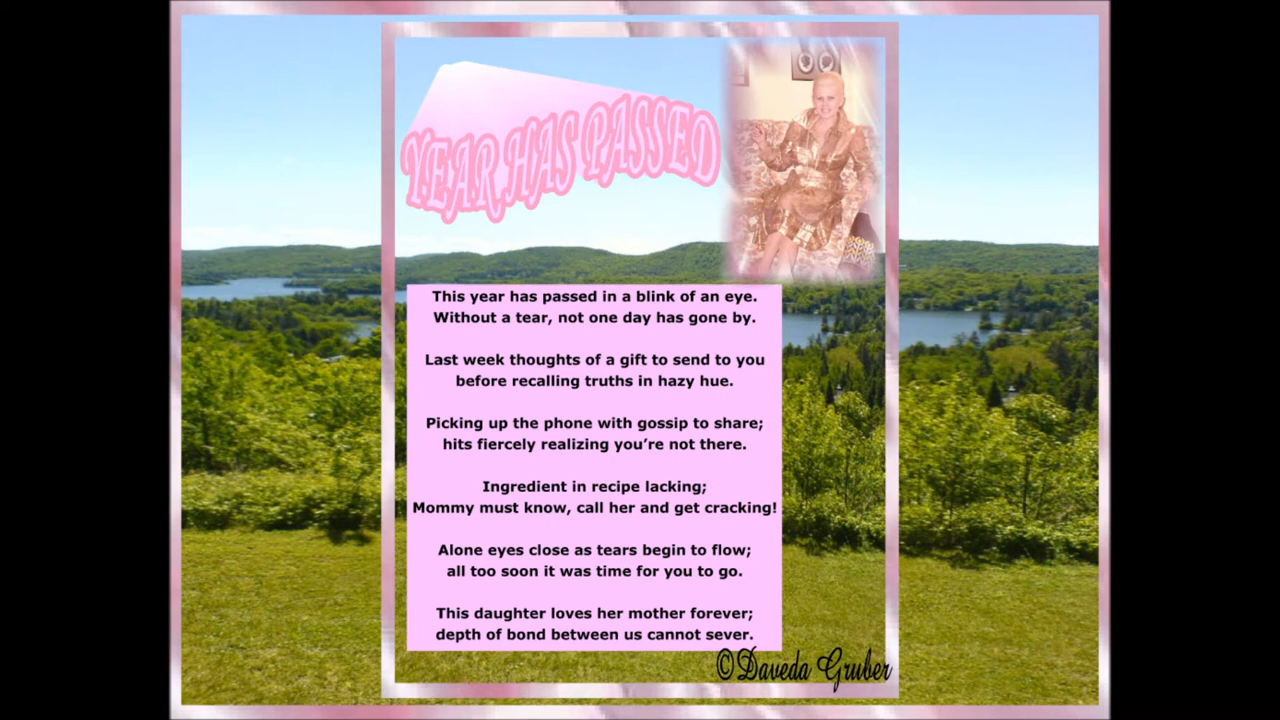 YEAR HAS PASSED
This year has passed in a blink of an eye.
Without a tear, not one day has gone by.
Last week thoughts of a gift to send to you
before recalling truths in hazy hue.
Picking up the phone with gossip to share;
hits fiercely realizing you’re not there.
Ingredient in recipe lacking;
Mommy must know, call her and get cracking!
Alone eyes close as tears begin to flow;
all too soon it was time for you to go.
This daughter loves her mother forever;
depth of bond between us cannot sever.
©Daveda Gruber